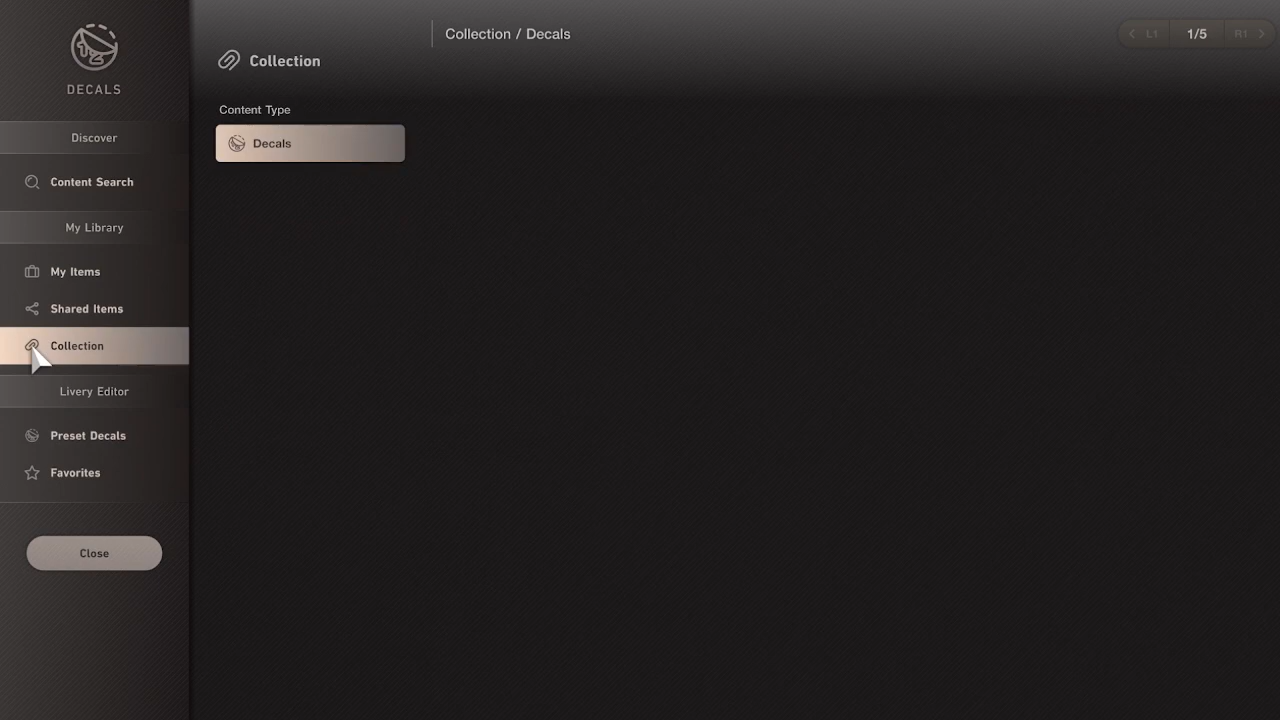 DECALS
Discover
Content Search
My Library
My Items
Shared Items
Collection
Livery Editor
Preset Decals
Favorites
Close
Collection / Decals
L1 1/5 R1
Collection
Content Type
Decals